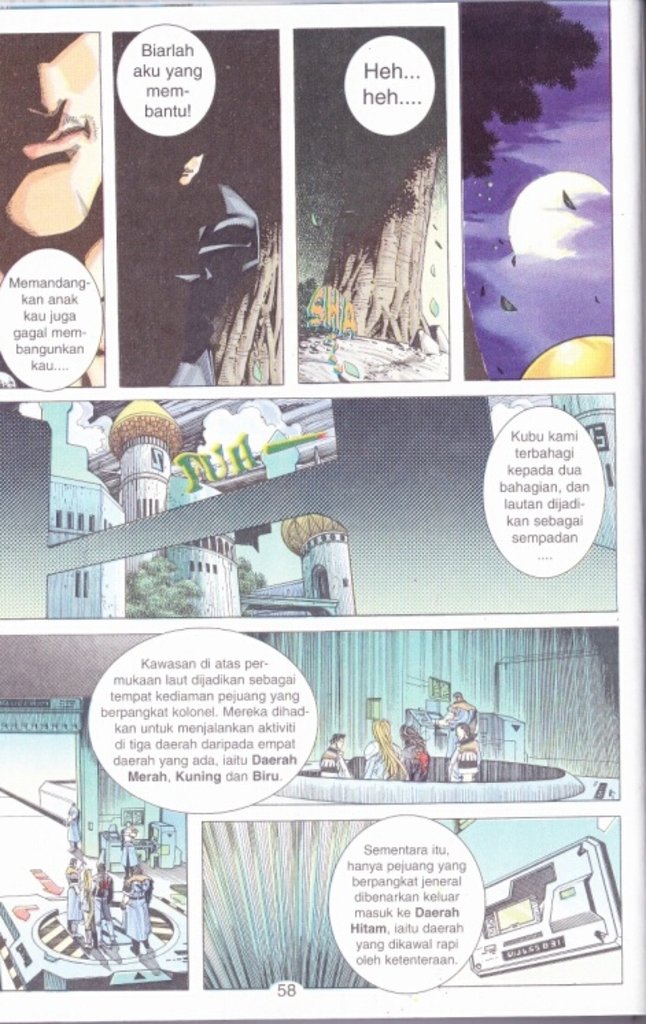 Memandang-
kan anak
kau juga
gagal mem-
bangunkan
kau....
Biarlah
aku yang
mem-
bantu!
Heh...
heh....
SHA
FUH
Kubu kami
terbahagi
kepada dua
bahagian, dan
lautan dijadi-
kan sebagai
sempadan
....
Kawasan di atas per-
mukaan laut dijadikan sebagai
tempat kediaman pejuang yang
berpangkat kolonel. Mereka dihad-
kan untuk menjalankan aktiviti
di tiga daerah daripada empat
daerah yang ada, iaitu Daerah
Merah, Kuning dan Biru.
Sementara itu,
hanya pejuang yang
berpangkat jeneral
dibenarkan keluar
masuk ke Daerah
Hitam, iaitu daerah
yang dikawal rapi
oleh ketenteraan.
58